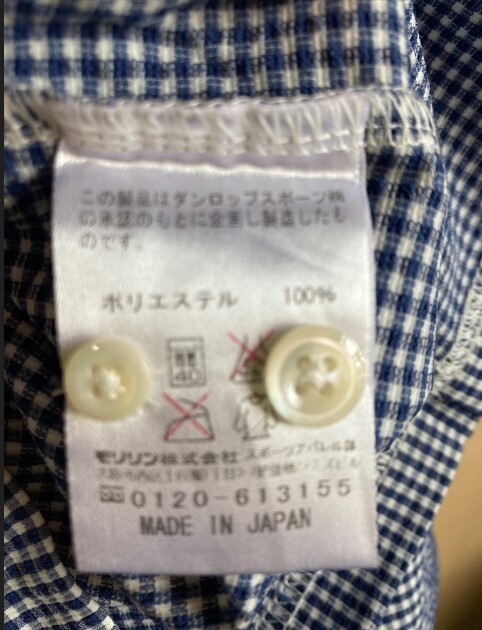 この製品はダンロップスポーツ㈱
の承認のもとに企画し製造したも
のです。
ポリエステル 100%
40
モリリン株式会社 スポーツアパレル3
0120-613155
MADE IN JAPAN